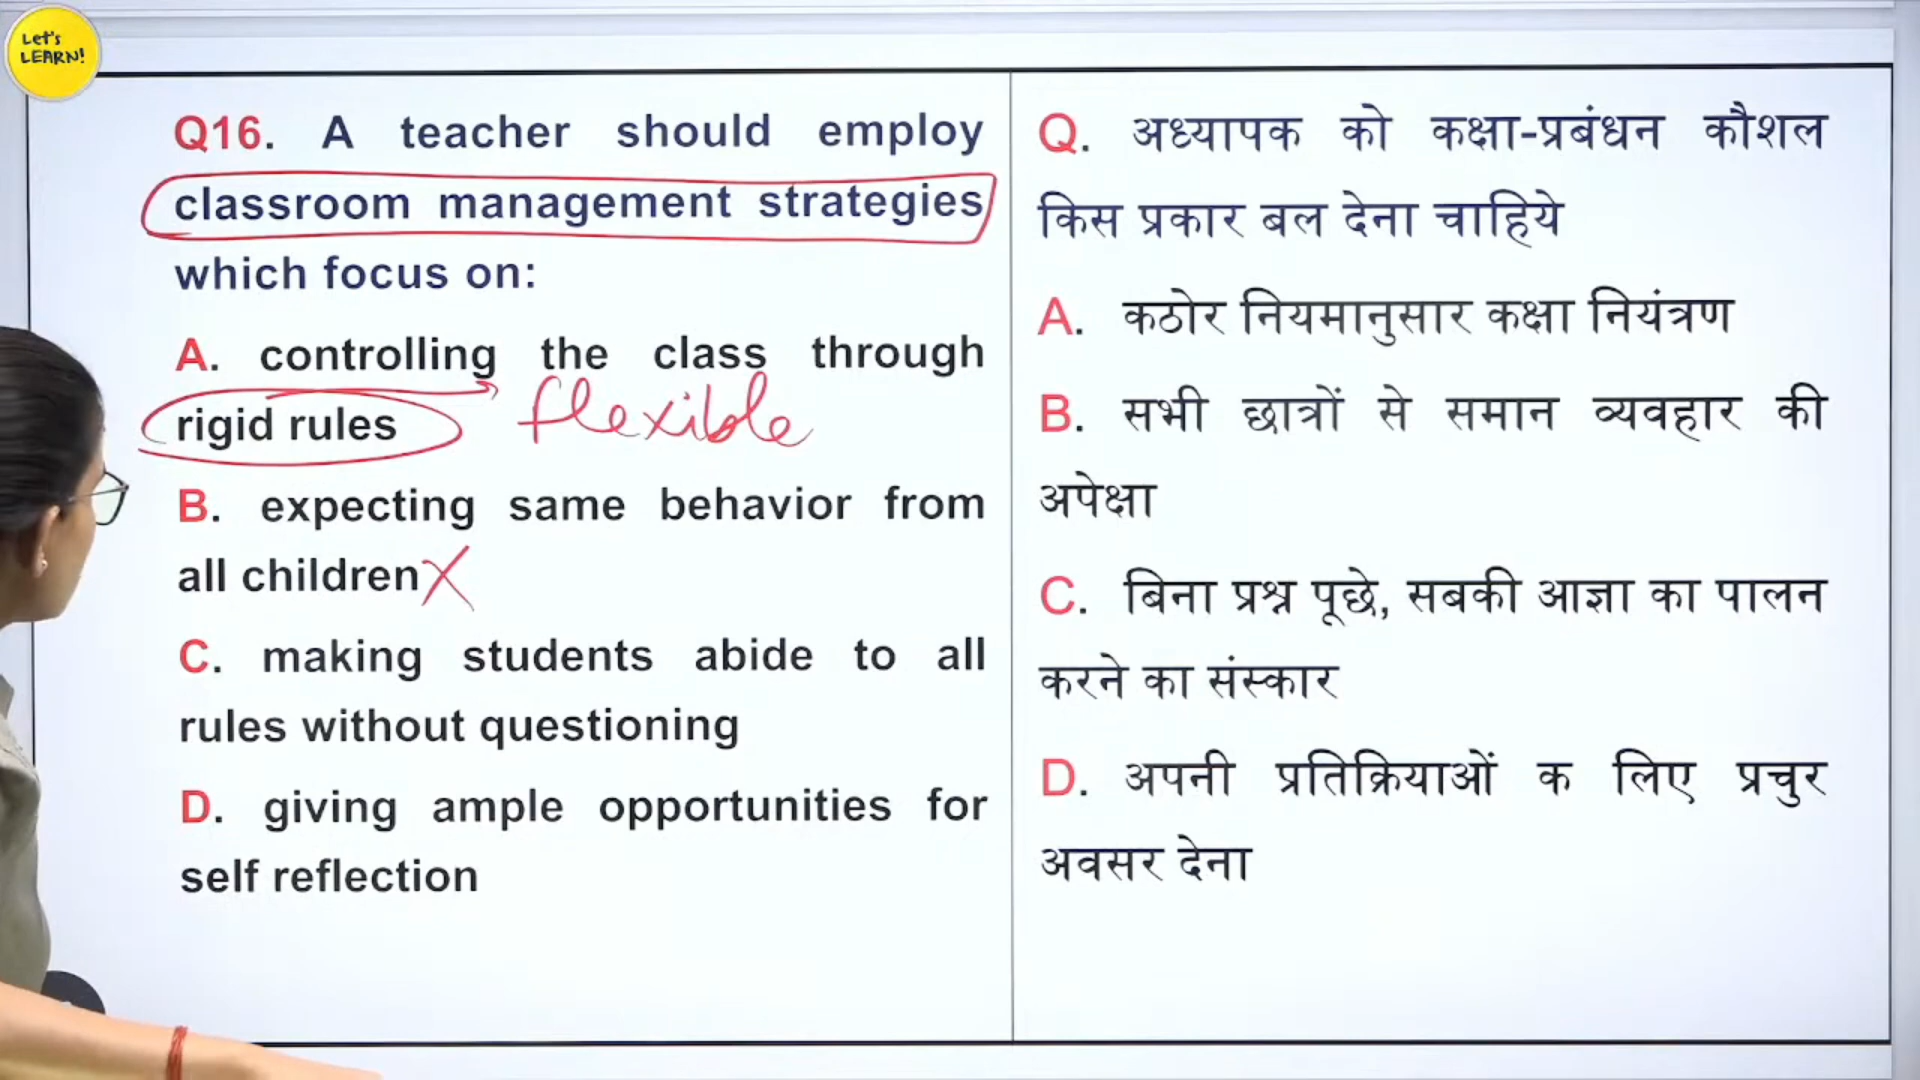 Let's
LEARN!
Q16. A teacher should employ
classroom management strategies
which focus on:
A. controlling the class through
rigid rules flexible
B. expecting same behavior from
all children X
C. making students abide to all
rules without questioning
D. giving ample opportunities for
self reflection
Q. अध्यापक को कक्षा-प्रबंधन कौशल
किस प्रकार बल देना चाहिये
A. कठोर नियमानुसार कक्षा नियंत्रण
B. सभी छात्रों से समान व्यवहार की
अपेक्षा
C. बिना प्रश्न पूछे, सबकी आज्ञा का पालन
करने का संस्कार
D. अपनी प्रतिक्रियाओं क लिए प्रचुर
अवसर देना